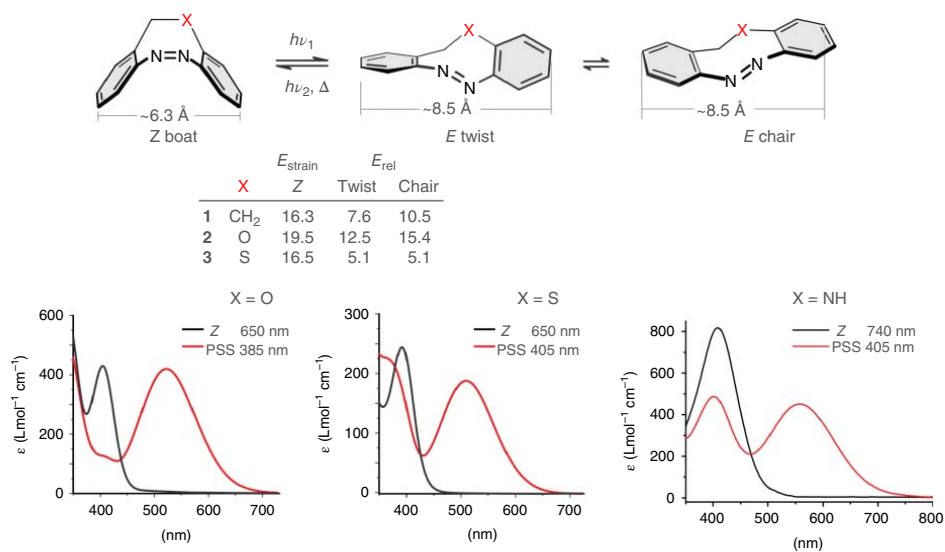 X X X
N=N hν₁ N N N N
hν₂, Δ
~6.3 Å ~8.5 Å ~8.5 Å
Z boat E twist E chair
E_strain E_rel
X Z Twist Chair
1 CH₂ 16.3 7.6 10.5
2 O 19.5 12.5 15.4
3 S 16.5 5.1 5.1
X = O
Z 650 nm
PSS 385 nm
ε (Lmol⁻¹ cm⁻¹)
600
400
200
0
400 500 600 700
(nm)
X = S
Z 650 nm
PSS 405 nm
ε (Lmol⁻¹ cm⁻¹)
300
200
100
0
400 500 600 700
(nm)
X = NH
Z 740 nm
PSS 405 nm
ε (Lmol⁻¹ cm⁻¹)
800
600
400
200
0
400 500 600 700 800
(nm)